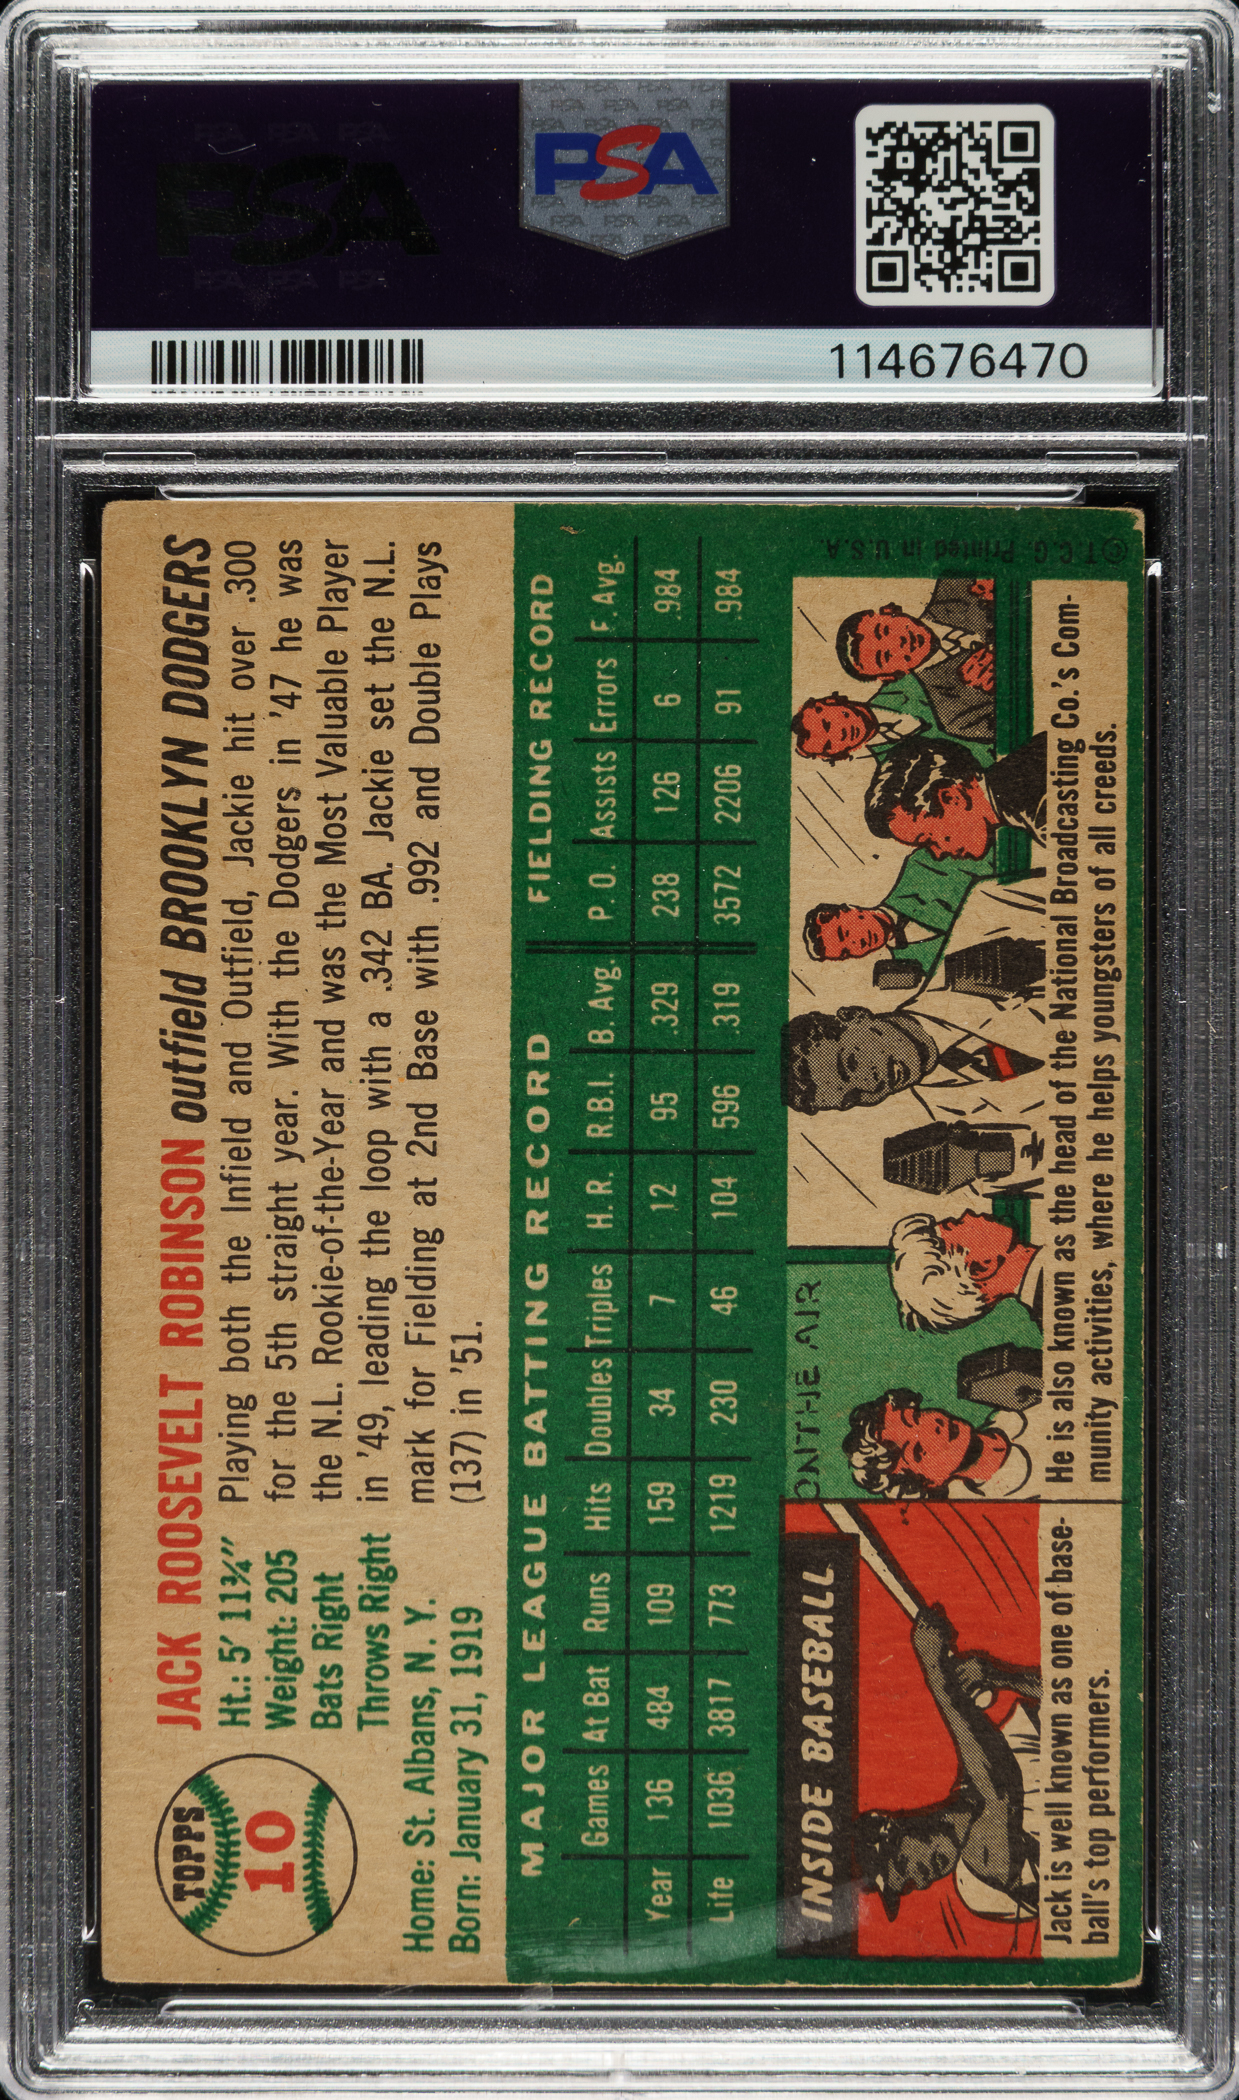 PSA
PSA
114676470
TOPPS
10
JACK ROOSEVELT ROBINSON outfield BROOKLYN DODGERS
Ht.: 5' 11¾"
Weight: 205
Bats Right
Throws Right
Home: St. Albans, N. Y.
Born: January 31, 1919
Playing both the Infield and Outfield, Jackie hit over .300
for the 5th straight year. With the Dodgers in '47 he was
the N.L. Rookie-of-the-Year and was the Most Valuable Player
in '49, leading the loop with a .342 BA. Jackie set the N.L.
mark for Fielding at 2nd Base with .992 and Double Plays
(137) in '51.
MAJOR LEAGUE BATTING RECORD FIELDING RECORD
Games At Bat Runs Hits Doubles Triples H. R. R.B.I. B. Avg. P. O. Assists Errors F. Avg.
Year 136 484 109 159 34 7 12 95 .329 238 126 6 .984
Life 1036 3817 773 1219 230 46 104 596 .319 3572 2206 91 .984
INSIDE BASEBALL
ON THE AIR
Jack is well known as one of base-
ball's top performers.
He is also known as the head of the National Broadcasting Co.'s Com-
munity activities, where he helps youngsters of all creeds.
© T. C. G. Printed in U. S. A.